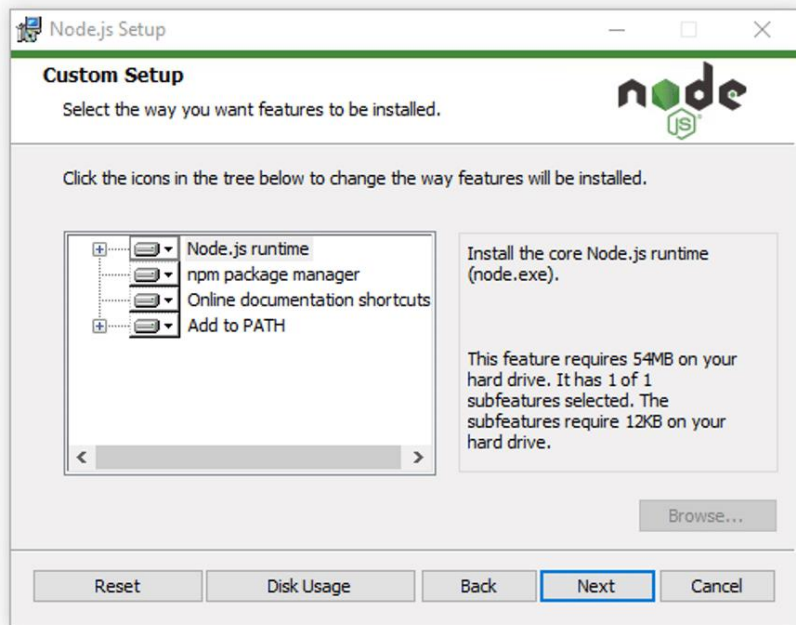 Node.js Setup
Custom Setup
Select the way you want features to be installed.
node
JS
Click the icons in the tree below to change the way features will be installed.
Node.js runtime
npm package manager
Online documentation shortcuts
Add to PATH
Install the core Node.js runtime
(node.exe).
This feature requires 54MB on your
hard drive. It has 1 of 1
subfeatures selected. The
subfeatures require 12KB on your
hard drive.
Browse...
Reset
Disk Usage
Back
Next
Cancel